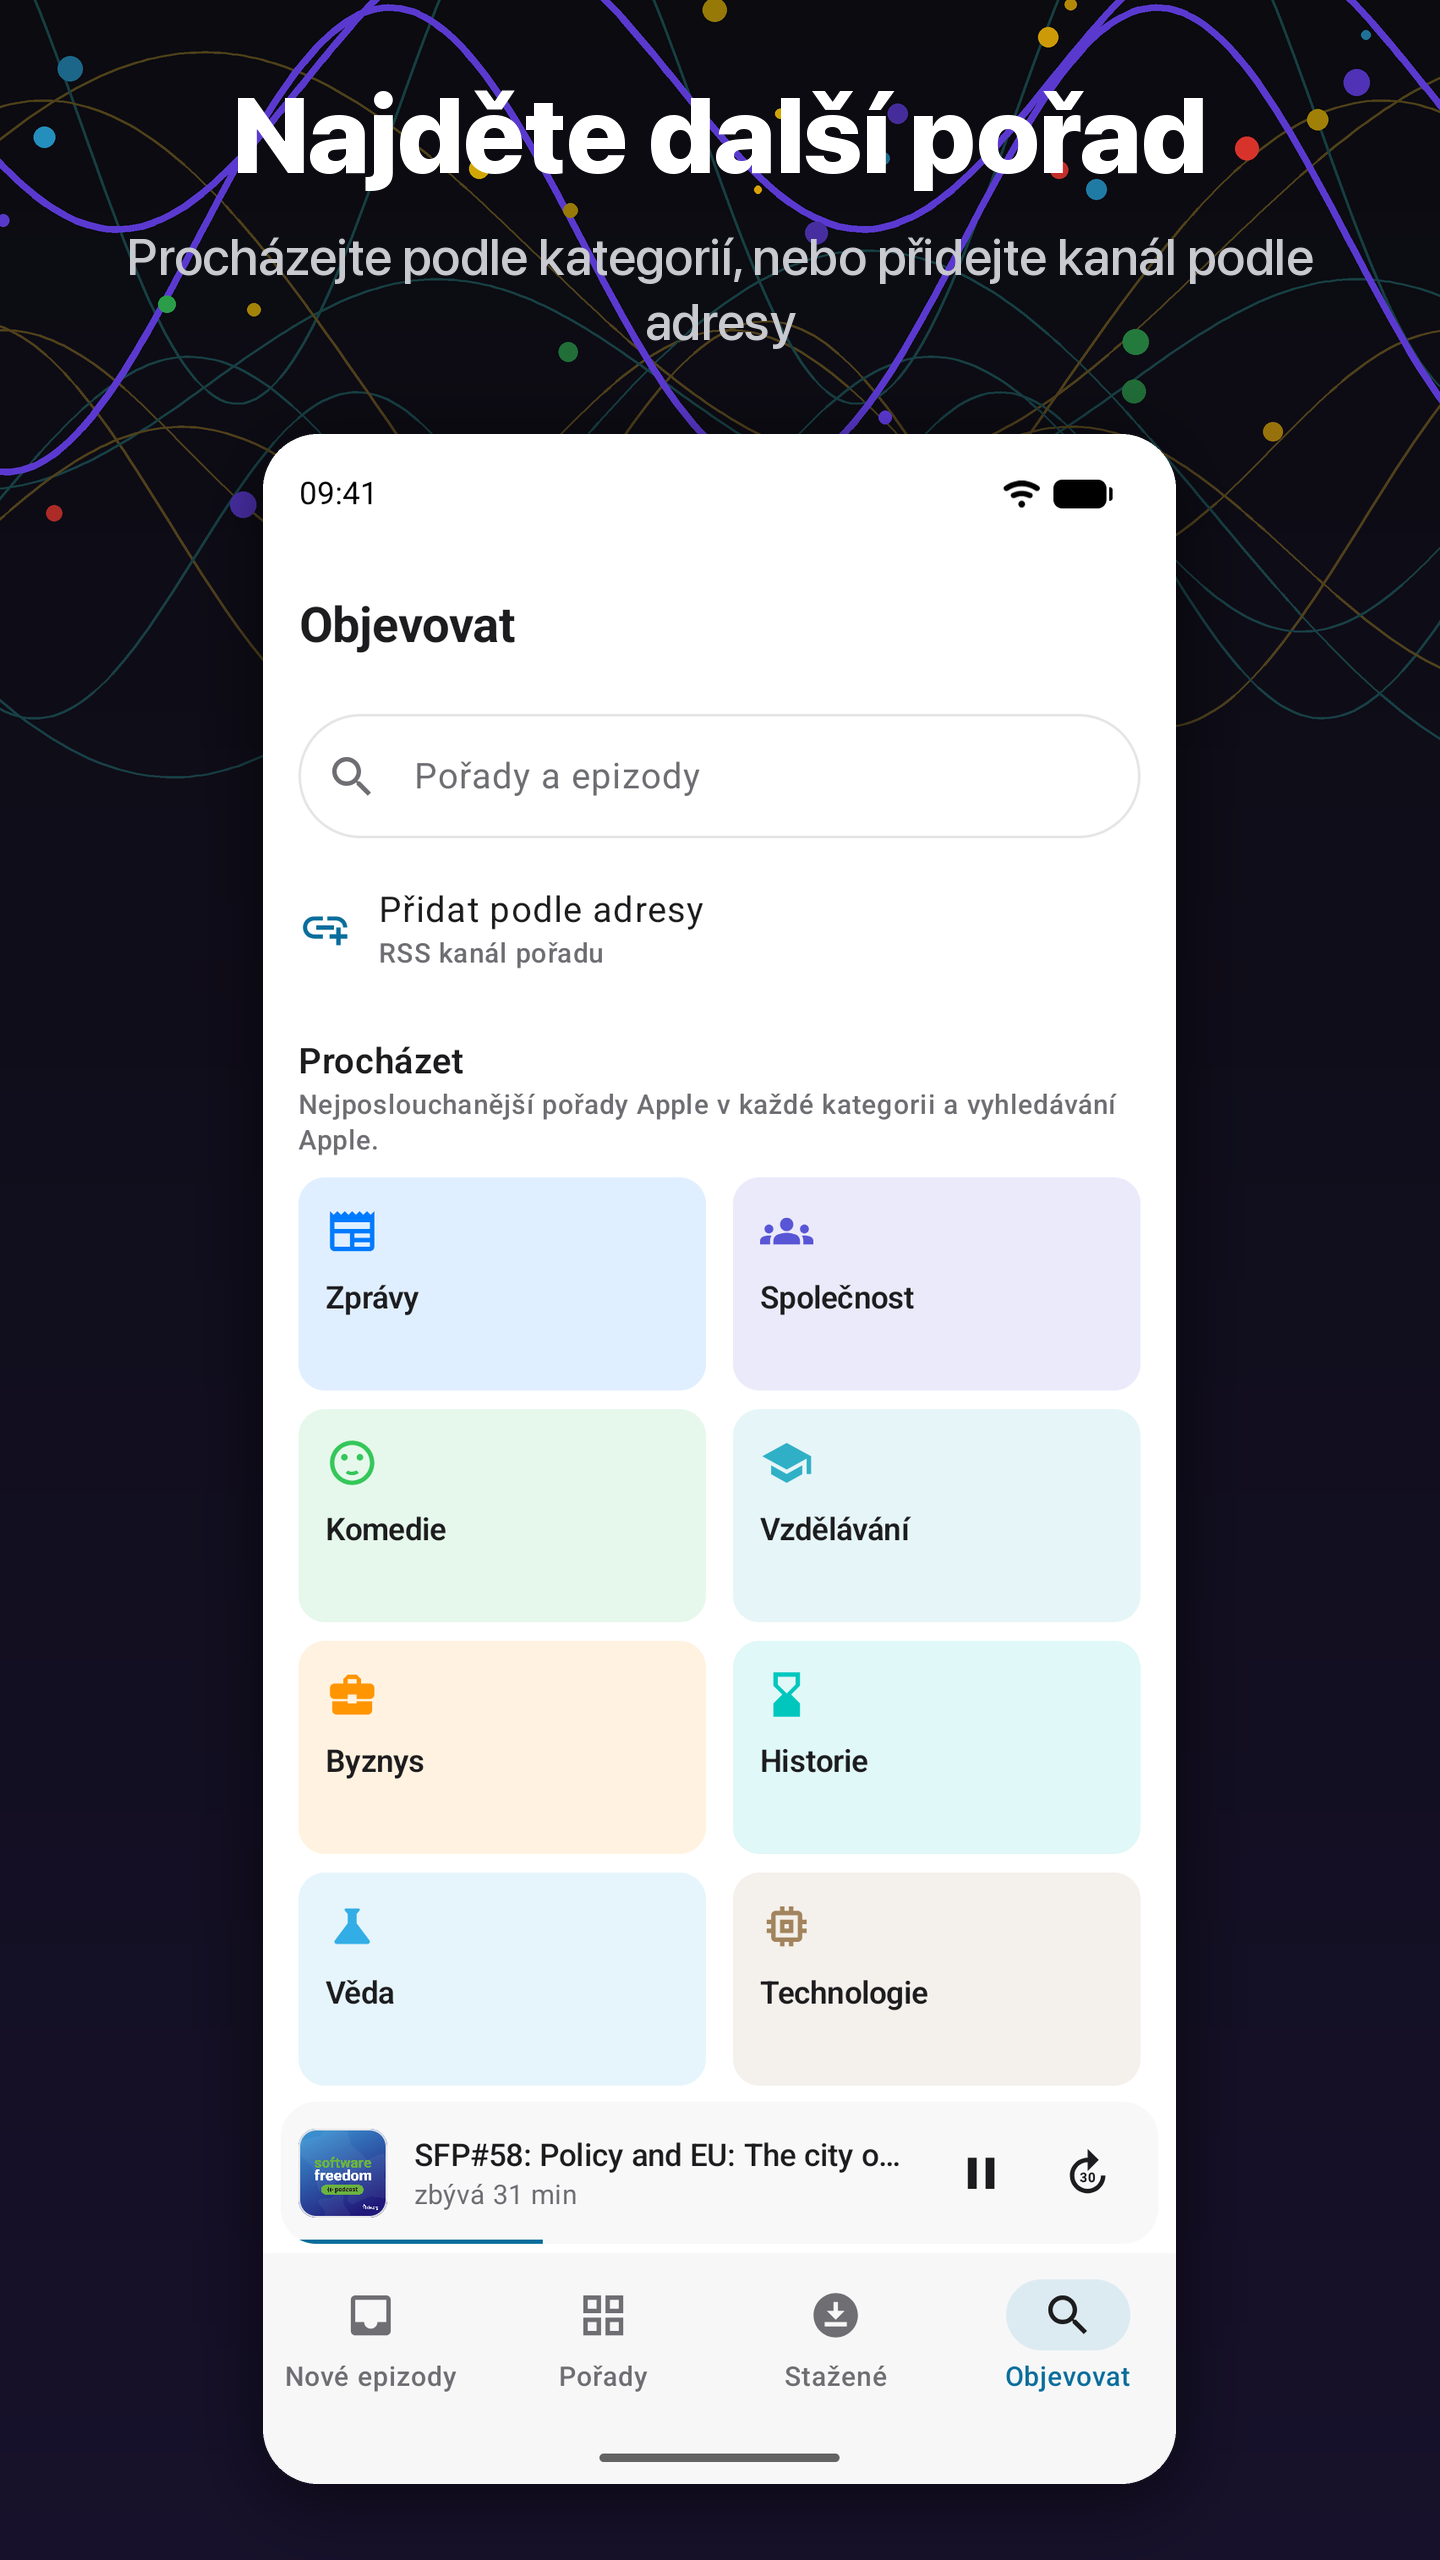 Najděte další pořad
Procházejte podle kategorií, nebo přidejte kanál podle
adresy
09:41
Objevovat
Pořady a epizody
Přidat podle adresy
RSS kanál pořadu
Procházet
Nejposlouchanější pořady Apple v každé kategorii a vyhledávání
Apple.
Zprávy
Společnost
Komedie
Vzdělávání
Byznys
Historie
Věda
Technologie
software
freedom
SFP#58: Policy and EU: The city o…
zbývá 31 min
30
Nové epizody
Pořady
Stažené
Objevovat